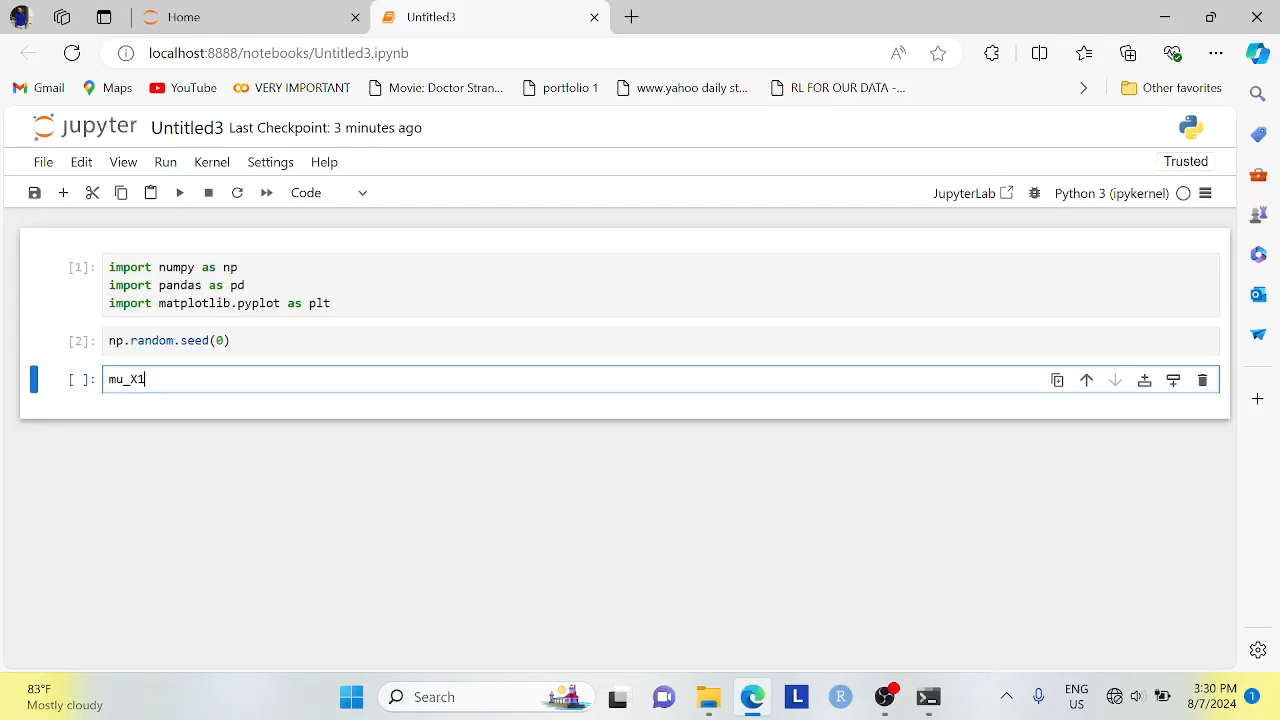 Home
Untitled3
localhost:8888/notebooks/Untitled3.ipynb
Gmail
Maps
YouTube
VERY IMPORTANT
Movie: Doctor Stran...
portfolio 1
www.yahoo daily st...
RL FOR OUR DATA -...
Other favorites
jupyter Untitled3 Last Checkpoint: 3 minutes ago
File Edit View Run Kernel Settings Help
Trusted
Code
JupyterLab
Python 3 (ipykernel)
[1]: import numpy as np
import pandas as pd
import matplotlib.pyplot as plt
[2]: np.random.seed(0)
[ ]: mu_X1
83°F
Mostly cloudy
Search
L
R
ENG
US
3:30 PM
8/7/2024
1